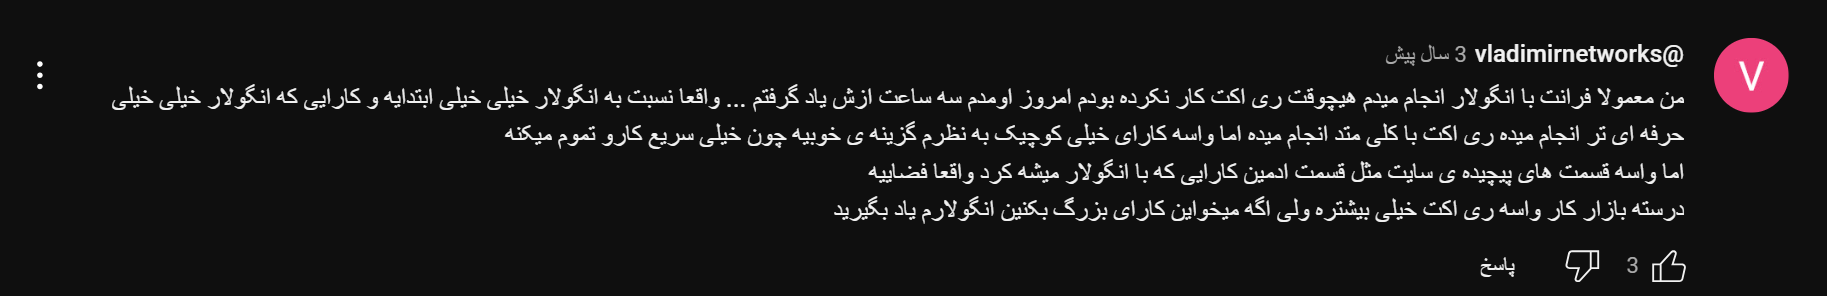 @vladimirnetworks 3 سال پیش
من معمولا فرانت با انگولار انجام میدم هیچوقت ری اکت کار نکرده بودم امروز اومدم سه ساعت ازش یاد گرفتم ... واقعا نسبت به انگولار خیلی خیلی ابتدایه و کارایی که انگولار خیلی خیلی
حرفه ای تر انجام میده ری اکت با کلی متد انجام میده اما واسه کارای خیلی کوچیک به نظرم گزینه ی خوبیه چون خیلی سریع کارو تموم میکنه
اما واسه قسمت های پیچیده ی سایت مثل قسمت ادمین کارایی که با انگولار میشه کرد واقعا فضاییه
درسته بازار کار واسه ری اکت خیلی بیشتره ولی اگه میخواین کارای بزرگ بکنین انگولارم یاد بگیرید
3 پاسخ
V